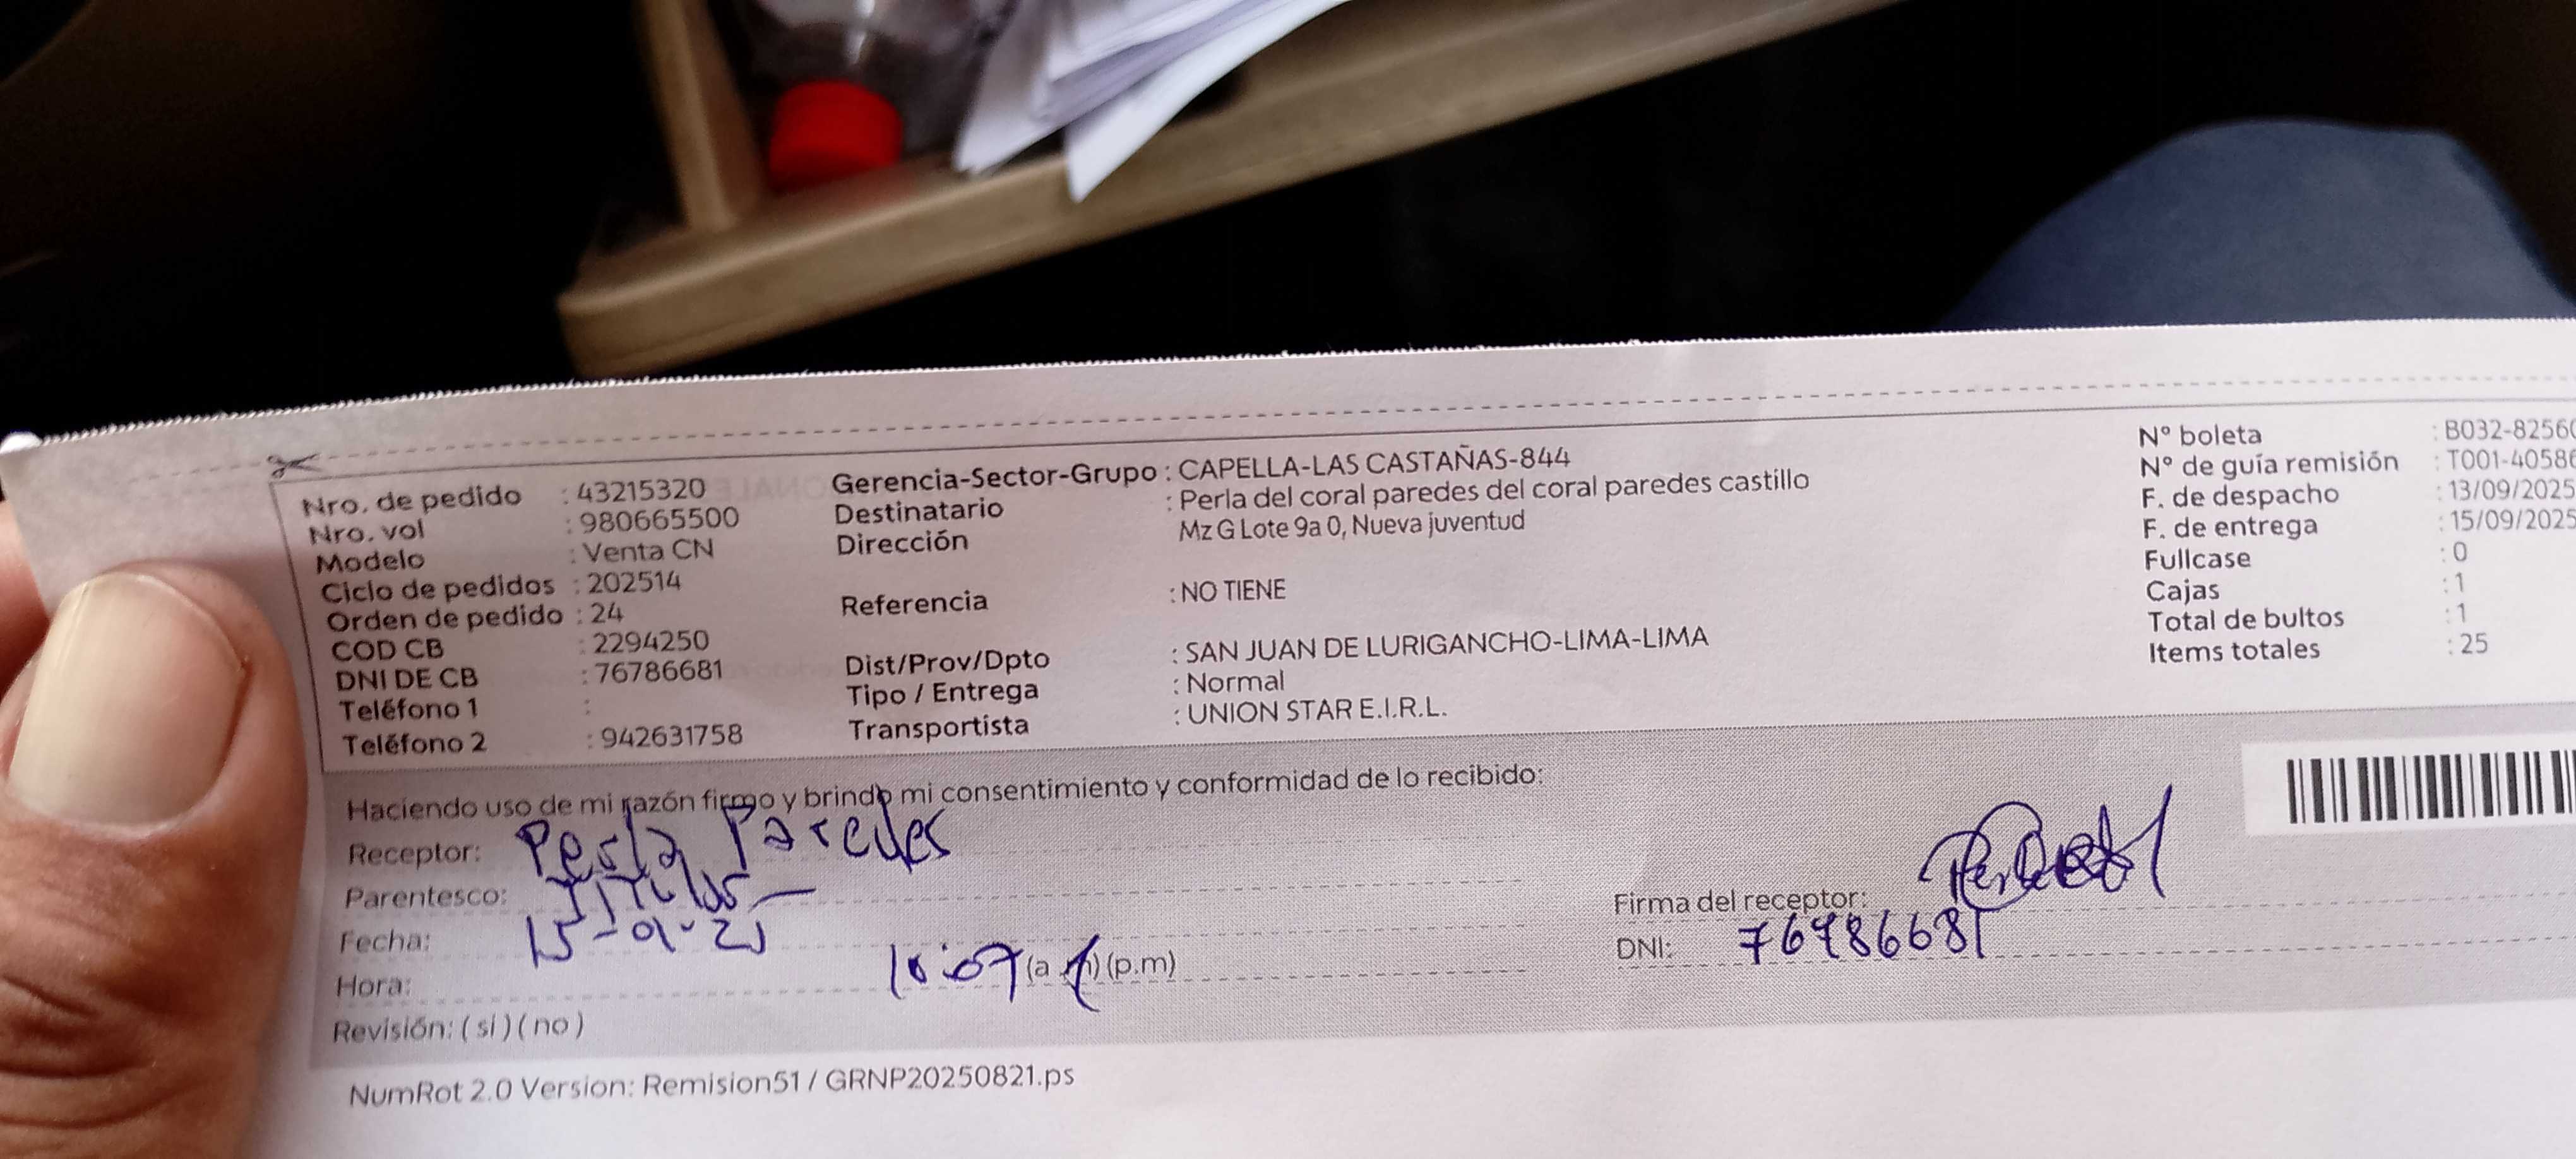 Nro. de pedido : 43215320
Nro. vol : 980665500
Modelo : Venta CN
Ciclo de pedidos : 202514
Orden de pedido : 24
COD CB : 2294250
DNI DE CB : 76786681
Teléfono 1 :
Teléfono 2 : 942631758
Gerencia-Sector-Grupo : CAPELLA-LAS CASTAÑAS-844
Destinatario : Perla del coral paredes del coral paredes castillo
Dirección Mz G Lote 9a 0, Nueva juventud
Referencia : NO TIENE
Dist/Prov/Dpto : SAN JUAN DE LURIGANCHO-LIMA-LIMA
Tipo / Entrega : Normal
Transportista : UNION STAR E.I.R.L.
Nº boleta : B032-8256
Nº de guía remisión : T001-4058
F. de despacho : 13/09/2025
F. de entrega : 15/09/2025
Fullcase : 0
Cajas : 1
Total de bultos : 1
Items totales : 25
Haciendo uso de mi razón firmo y brindo mi consentimiento y conformidad de lo recibido:
Receptor: Perla Paredes
Parentesco: Titular
Fecha: 15-09-25
Hora: (a.m) (p.m)
Revisión: ( si ) ( no )
Firma del receptor:
DNI: 76786681
NumRot 2.0 Version: Remision51 / GRNP20250821.ps